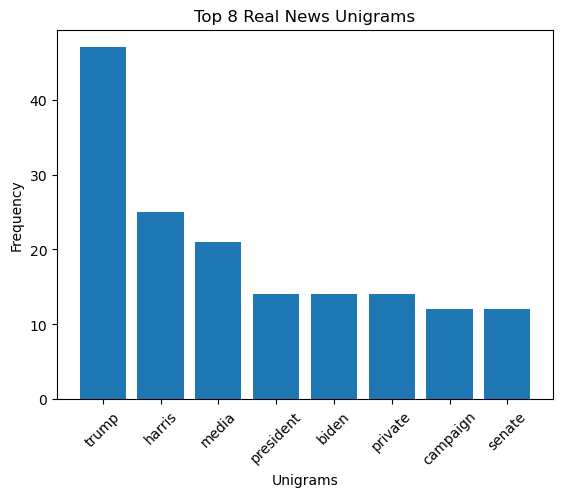 Top 8 Real News Unigrams
Frequency
40
30
20
10
0
trump harris media president biden private campaign senate
Unigrams